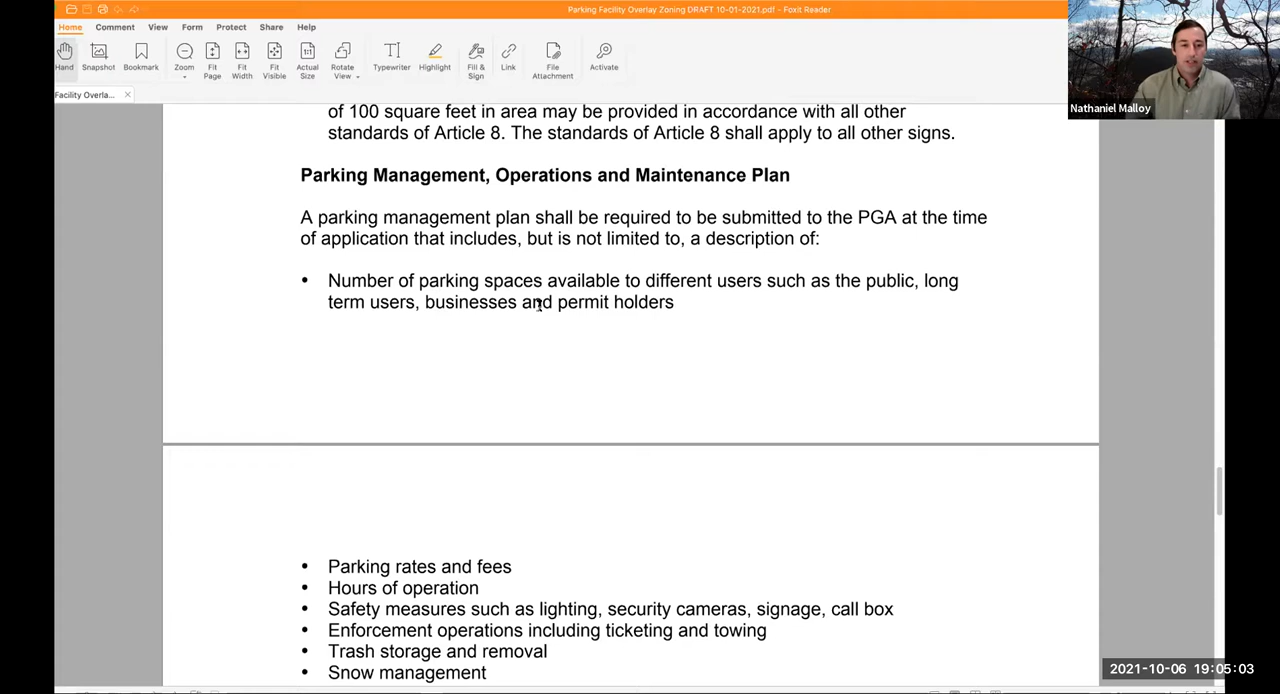 Parking Facility Overlay Zoning DRAFT 10-01-2021.pdf - Foxit Reader
Home Comment View Form Protect Share Help
Hand Snapshot Bookmark Zoom Fit Page Fit Width Fit Visible Actual Size Rotate View Typewriter Highlight Fill & Sign Link File Attachment Activate
Facility Overla...
Nathaniel Malloy
of 100 square feet in area may be provided in accordance with all other
standards of Article 8. The standards of Article 8 shall apply to all other signs.
Parking Management, Operations and Maintenance Plan
A parking management plan shall be required to be submitted to the PGA at the time
of application that includes, but is not limited to, a description of:
• Number of parking spaces available to different users such as the public, long
term users, businesses and permit holders
• Parking rates and fees
• Hours of operation
• Safety measures such as lighting, security cameras, signage, call box
• Enforcement operations including ticketing and towing
• Trash storage and removal
• Snow management
2021-10-06 19:05:03